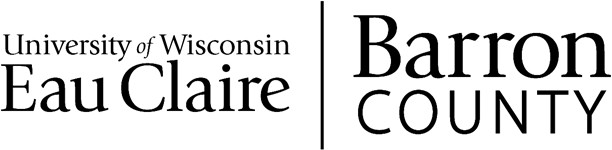 University of Wisconsin
Eau Claire
Barron
COUNTY